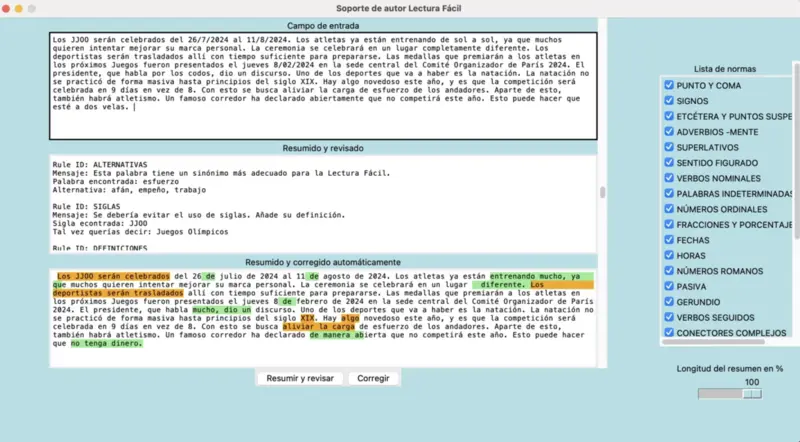 Soporte de autor Lectura Fácil
Campo de entrada
Los JJOO serán celebrados del 26/7/2024 al 11/8/2024. Los atletas ya están entrenando de sol a sol, ya que muchos
quieren intentar mejorar su marca personal. La ceremonia se celebrará en un lugar completamente diferente. Los
deportistas serán trasladados allí con tiempo suficiente para prepararse. Las medallas que premiarán a los atletas en
los próximos Juegos fueron presentados el jueves 8/02/2024 en la sede central del Comité Organizador de París 2024. El
presidente, que habla por los codos, dio un discurso. Uno de los deportes que va a haber es la natación. La natación no
se practicó de forma masiva hasta principios del siglo XIX. Hay algo novedoso este año, y es que la competición será
celebrada en 9 días en vez de 8. Con esto se busca aliviar la carga de esfuerzo de los andadores. Aparte de esto,
también habrá atletismo. Un famoso corredor ha declarado abiertamente que no competirá este año. Esto puede hacer que
esté a dos velas.
Resumido y revisado
Rule ID: ALTERNATIVAS
Mensaje: Esta palabra tiene un sinónimo más adecuado para la Lectura Fácil.
Palabra encontrada: esfuerzo
Alternativa: afán, empeño, trabajo
Rule ID: SIGLAS
Mensaje: Se debería evitar el uso de siglas. Añade su definición.
Sigla econtrada: JJOO
Tal vez querías decir: Juegos Olímpicos
Rule ID: DEFINICIONES
Resumido y corregido automáticamente
Los JJOO serán celebrados del 26 de julio de 2024 al 11 de agosto de 2024. Los atletas ya están entrenando mucho, ya
que muchos quieren intentar mejorar su marca personal. La ceremonia se celebrará en un lugar diferente. Los
deportistas serán trasladados allí con tiempo suficiente para prepararse. Las medallas que premiarán a los atletas en
los próximos Juegos fueron presentados el jueves 8 de febrero de 2024 en la sede central del Comité Organizador de París
2024. El presidente, que habla mucho, dio un discurso. Uno de los deportes que va a haber es la natación. La natación no
se practicó de forma masiva hasta principios del siglo XIX. Hay algo novedoso este año, y es que la competición será
celebrada en 9 días en vez de 8. Con esto se busca aliviar la carga de esfuerzo de los andadores. Aparte de esto,
también habrá atletismo. Un famoso corredor ha declarado de manera abierta que no competirá este año. Esto puede hacer
que no tenga dinero.
Resumir y revisar
Corregir
Lista de normas
PUNTO Y COMA
SIGNOS
ETCÉTERA Y PUNTOS SUSPE
ADVERBIOS -MENTE
SUPERLATIVOS
SENTIDO FIGURADO
VERBOS NOMINALES
PALABRAS INDETERMINADAS
NÚMEROS ORDINALES
FRACCIONES Y PORCENTAJE
FECHAS
HORAS
NÚMEROS ROMANOS
PASIVA
GERUNDIO
VERBOS SEGUIDOS
CONECTORES COMPLEJOS
Longitud del resumen en %
100